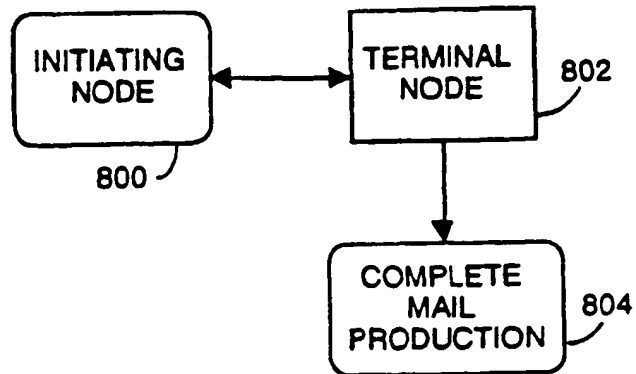 INITIATING
NODE
800
TERMINAL
NODE
802
COMPLETE
MAIL
PRODUCTION
804